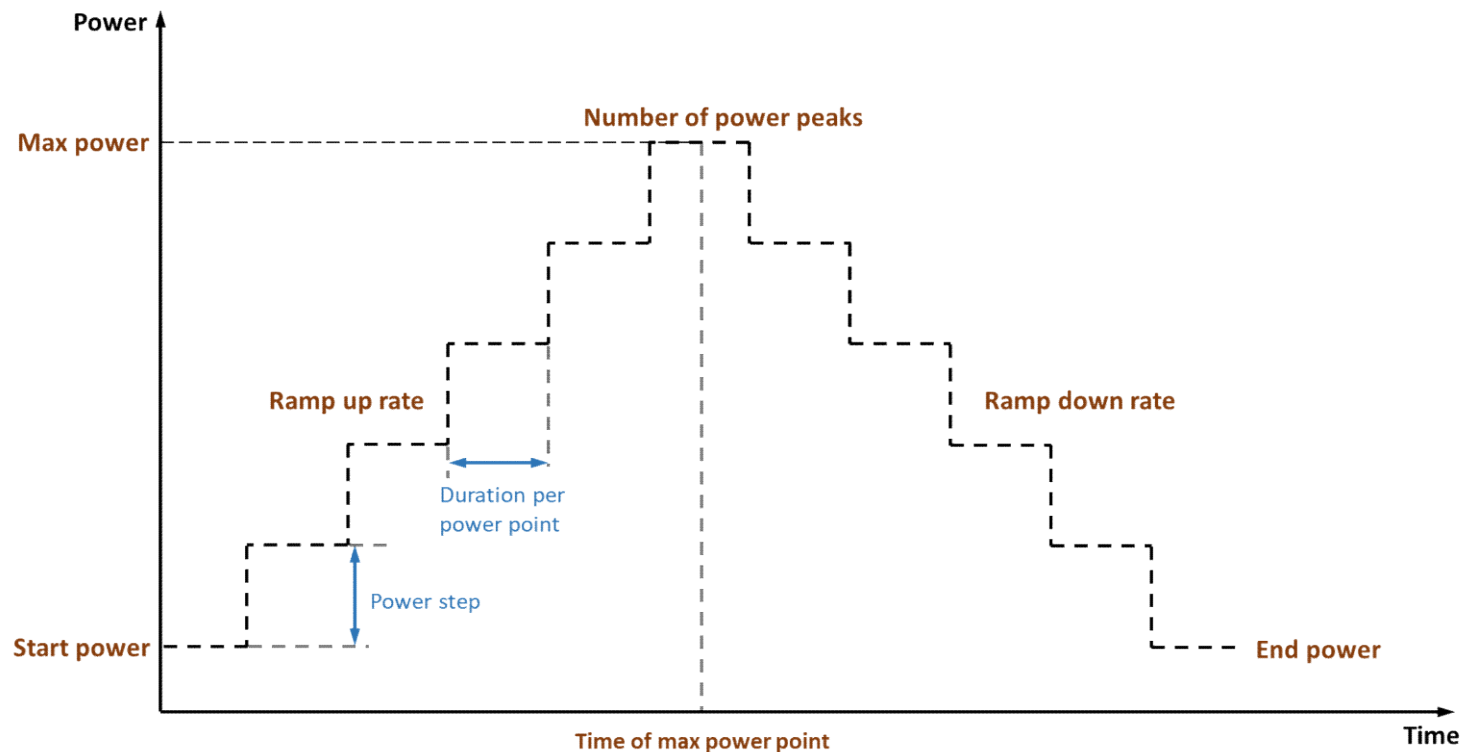 Power
Number of power peaks
Max power
Ramp up rate
Ramp down rate
Duration per
power point
Power step
Start power
End power
Time
Time of max power point